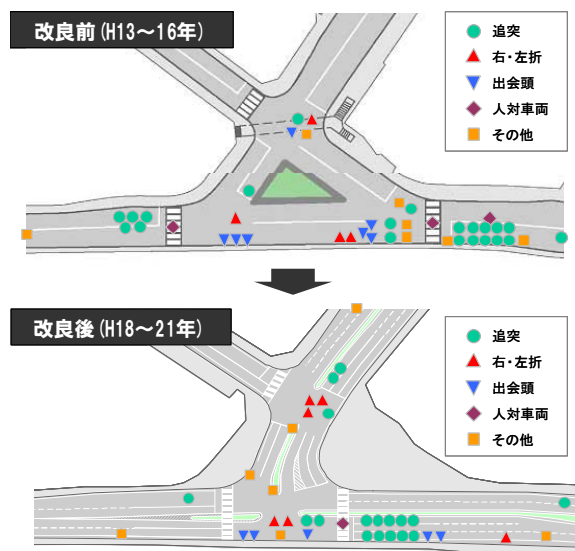 改良前(H13～16年)
追突
右・左折
出会頭
人対車両
その他
改良後(H18～21年)
追突
右・左折
出会頭
人対車両
その他